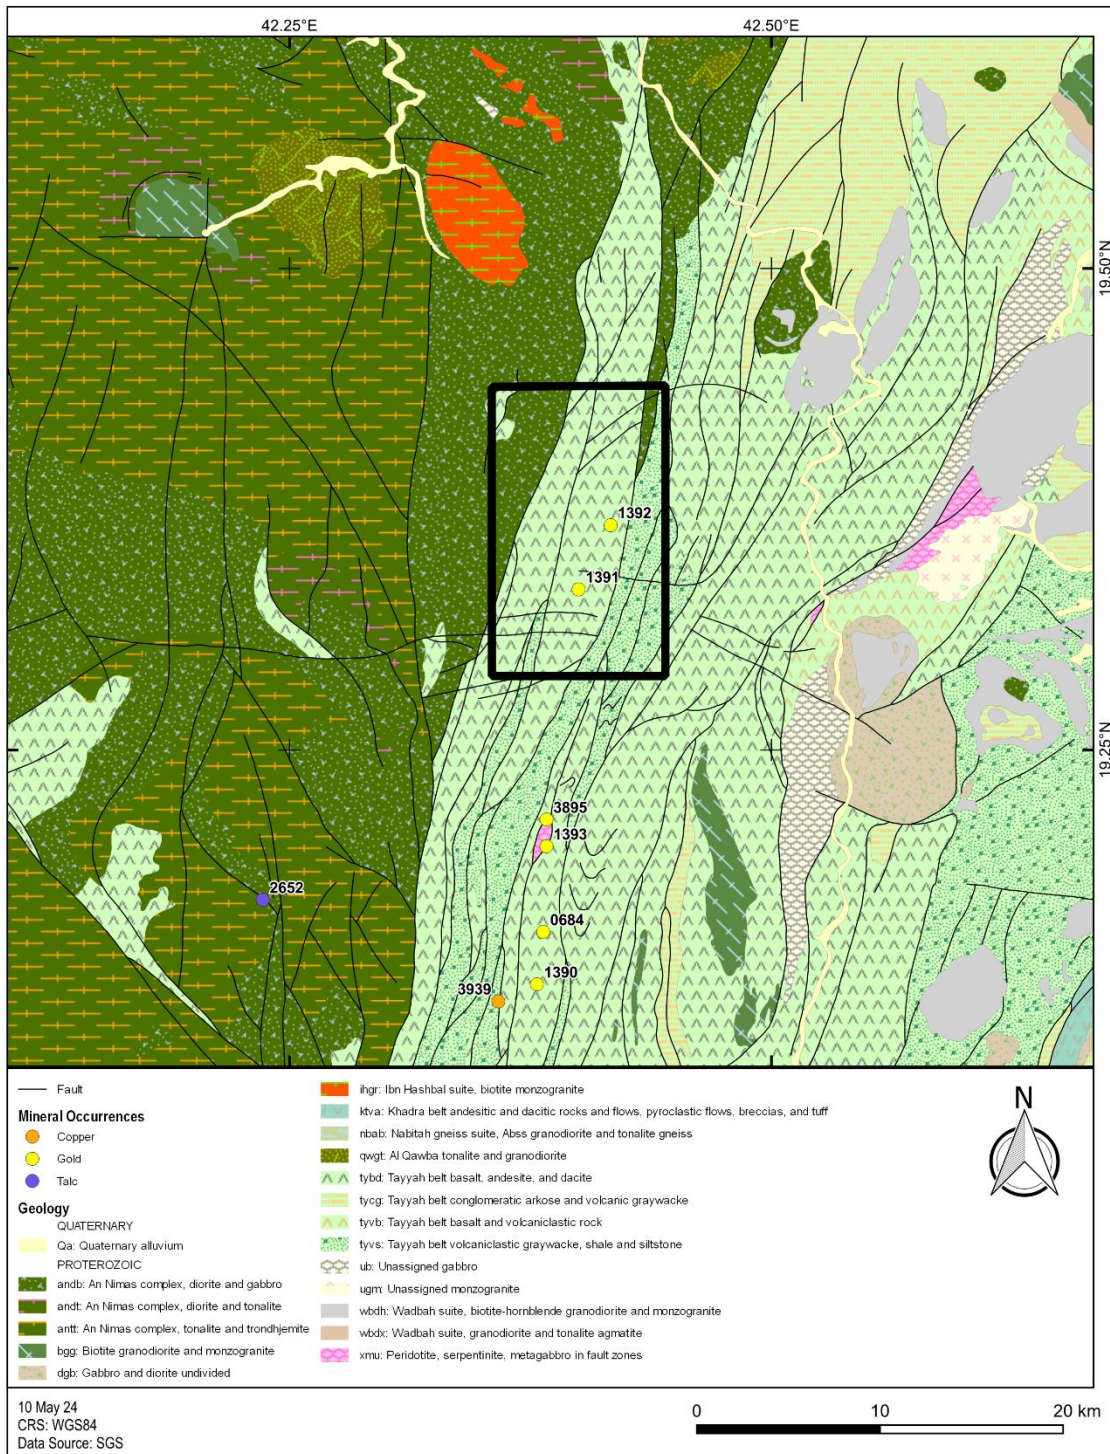 42.25°E
42.50°E
19.50°N
1392
1391
19.25°N
3895
1393
2652
0684
1390
3939
Fault
Mineral Occurrences
Copper
Gold
Talc
Geology
QUATERNARY
Qa: Quaternary alluvium
PROTEROZOIC
andb: An Nimas complex, diorite and gabbro
andt: An Nimas complex, diorite and tonalite
antt: An Nimas complex, tonalite and trondhjemite
bgg: Biotite granodiorite and monzogranite
dgb: Gabbro and diorite undivided
ihgr: Ibn Hashbal suite, biotite monzogranite
ktva: Khadra belt andesitic and dacitic rocks and flows, pyroclastic flows, breccias, and tuff
nbab: Nabitah gneiss suite, Abss granodiorite and tonalite gneiss
qwgt: Al Qawba tonalite and granodiorite
tybd: Tayyah belt basalt, andesite, and dacite
tycg: Tayyah belt conglomeratic arkose and volcanic graywacke
tyvb: Tayyah belt basalt and volcaniclastic rock
tyvs: Tayyah belt volcaniclastic graywacke, shale and siltstone
ub: Unassigned gabbro
ugm: Unassigned monzogranite
wbdh: Wadbah suite, biotite-hornblende granodiorite and monzogranite
wbdx: Wadbah suite, granodiorite and tonalite agmatite
xmu: Peridotite, serpentinite, metagabbro in fault zones
N
10 May 24
CRS: WGS84
Data Source: SGS
0 10 20 km